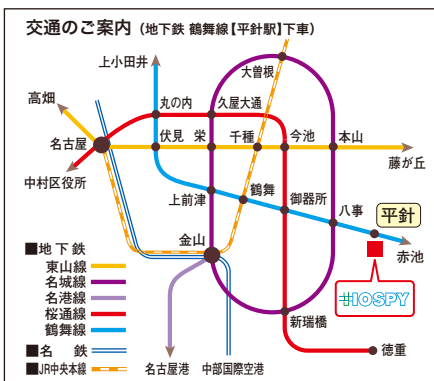 交通のご案内（地下鉄 鶴舞線【平針駅】下車）
上小田井
大曽根
高畑
丸の内
久屋大通
名古屋
伏見
栄
千種
今池
本山
藤が丘
中村区役所
上前津
鶴舞
御器所
八事
平針
金山
赤池
HOSPY
■地下鉄
東山線
名城線
名港線
桜通線
鶴舞線
■名鉄
■JR中央本線
新瑞橋
徳重
名古屋港
中部国際空港